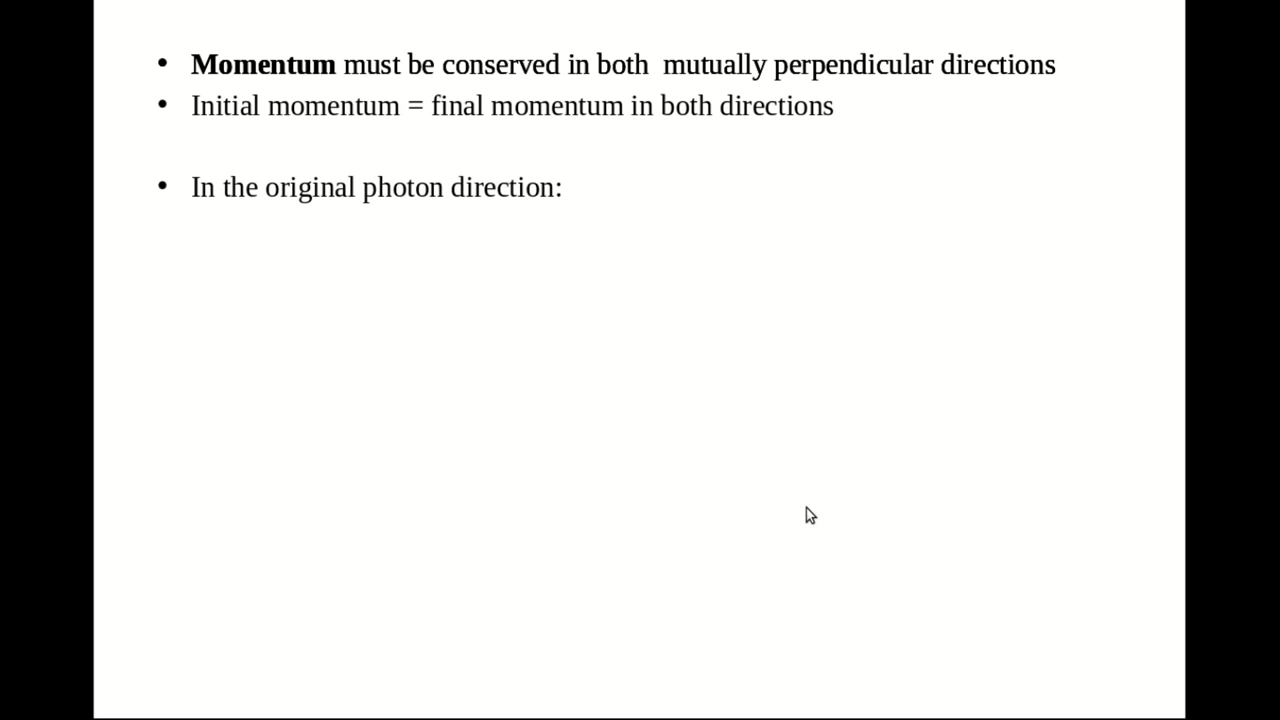 • Momentum must be conserved in both  mutually perpendicular directions
• Initial momentum = final momentum in both directions
• In the original photon direction: